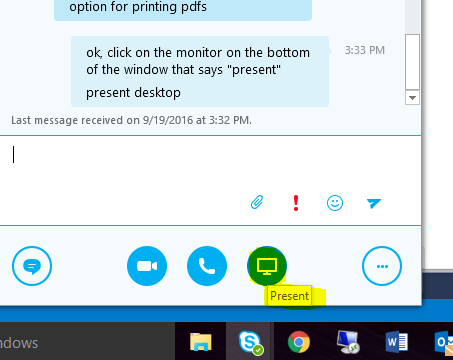 option for printing pdfs
ok, click on the monitor on the bottom
of the window that says "present"
present desktop
3:33 PM
Last message received on 9/19/2016 at 3:32 PM.
Present
ndows